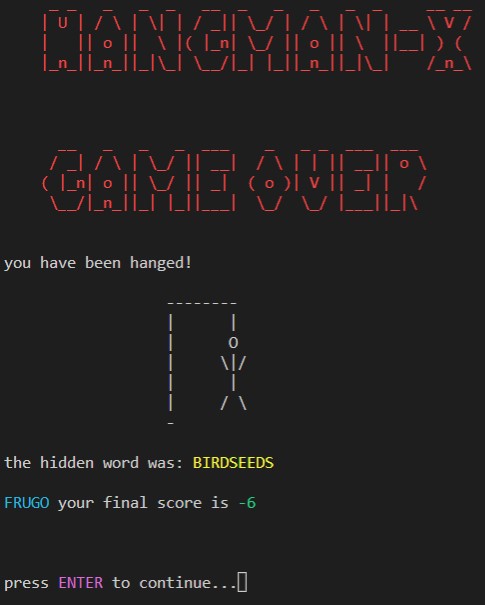 HANGMAN-X
GAME OVER
you have been hanged!
the hidden word was: BIRDSEEDS
FRUGO your final score is -6
press ENTER to continue...